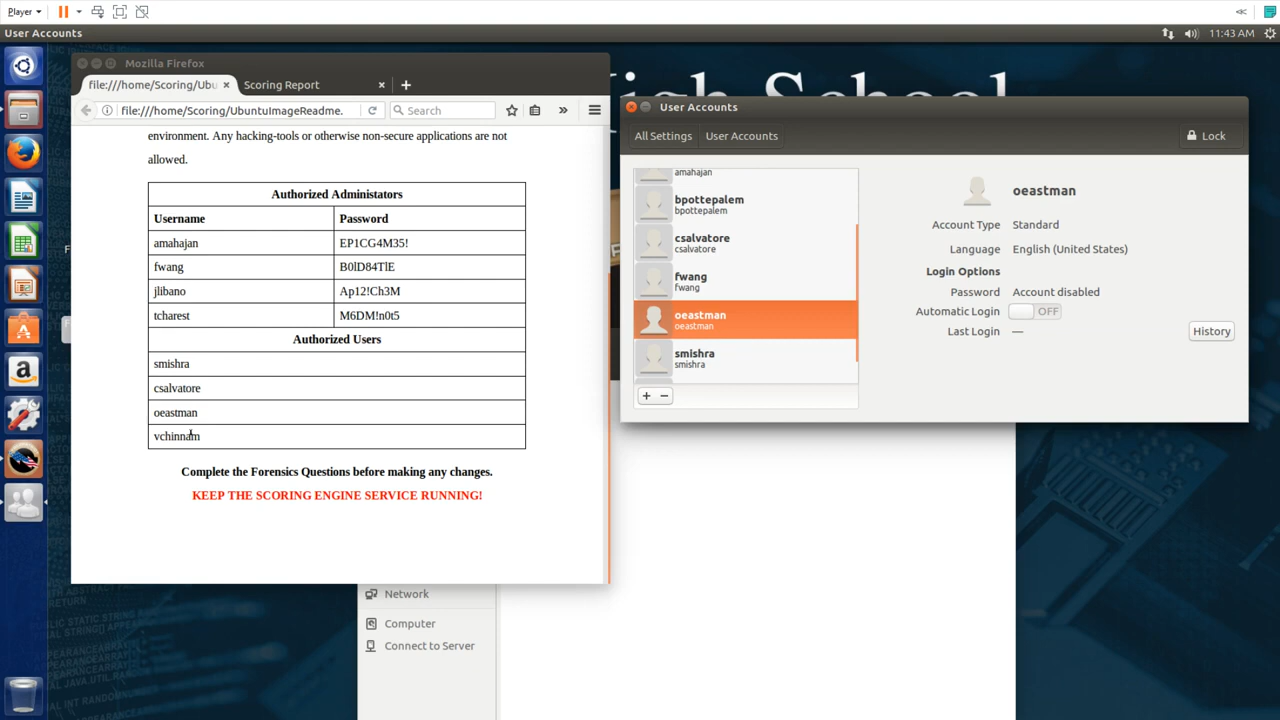 Player
User Accounts
11:43 AM
High School
Mozilla Firefox
file:///home/Scoring/Ubu
Scoring Report
file:///home/Scoring/UbuntuImageReadme.
Search
environment. Any hacking-tools or otherwise non-secure applications are not
allowed.
Authorized Administators
Username Password
amahajan EP1CG4M35!
fwang B0lD84TlE
jlibano Ap12!Ch3M
tcharest M6DM!n0t5
Authorized Users
smishra
csalvatore
oeastman
vchinnam
Complete the Forensics Questions before making any changes.
KEEP THE SCORING ENGINE SERVICE RUNNING!
User Accounts
All Settings User Accounts Lock
amahajan
bpottepalem
bpottepalem
csalvatore
csalvatore
fwang
fwang
oeastman
oeastman
smishra
smishra
oeastman
Account Type Standard
Language English (United States)
Login Options
Password Account disabled
Automatic Login OFF
Last Login —
History
Network
Computer
Connect to Server